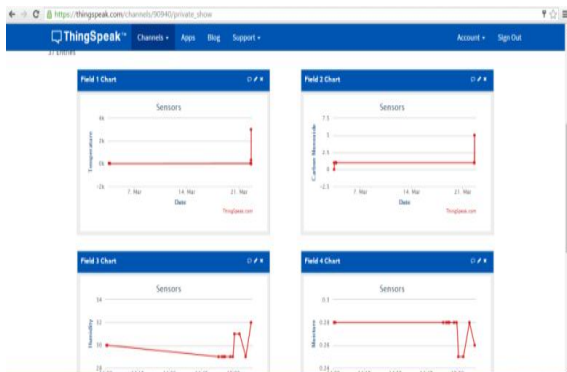 https://thingspeak.com/channels/90940/private_show
ThingSpeak™ Channels Apps Blog Support Account Sign Out
37 Entries
Field 1 Chart
Sensors
4k
2k
0k
-2k
Temperature
7. Mar 14. Mar 21. Mar
Date
ThingSpeak.com
Field 2 Chart
Sensors
7.5
5
2.5
0
-2.5
Carbon Monoxide
7. Mar 14. Mar 21. Mar
Date
ThingSpeak.com
Field 3 Chart
Sensors
Humidity
Field 4 Chart
Sensors
0.3
0.28
0.26
0.24
Moisture